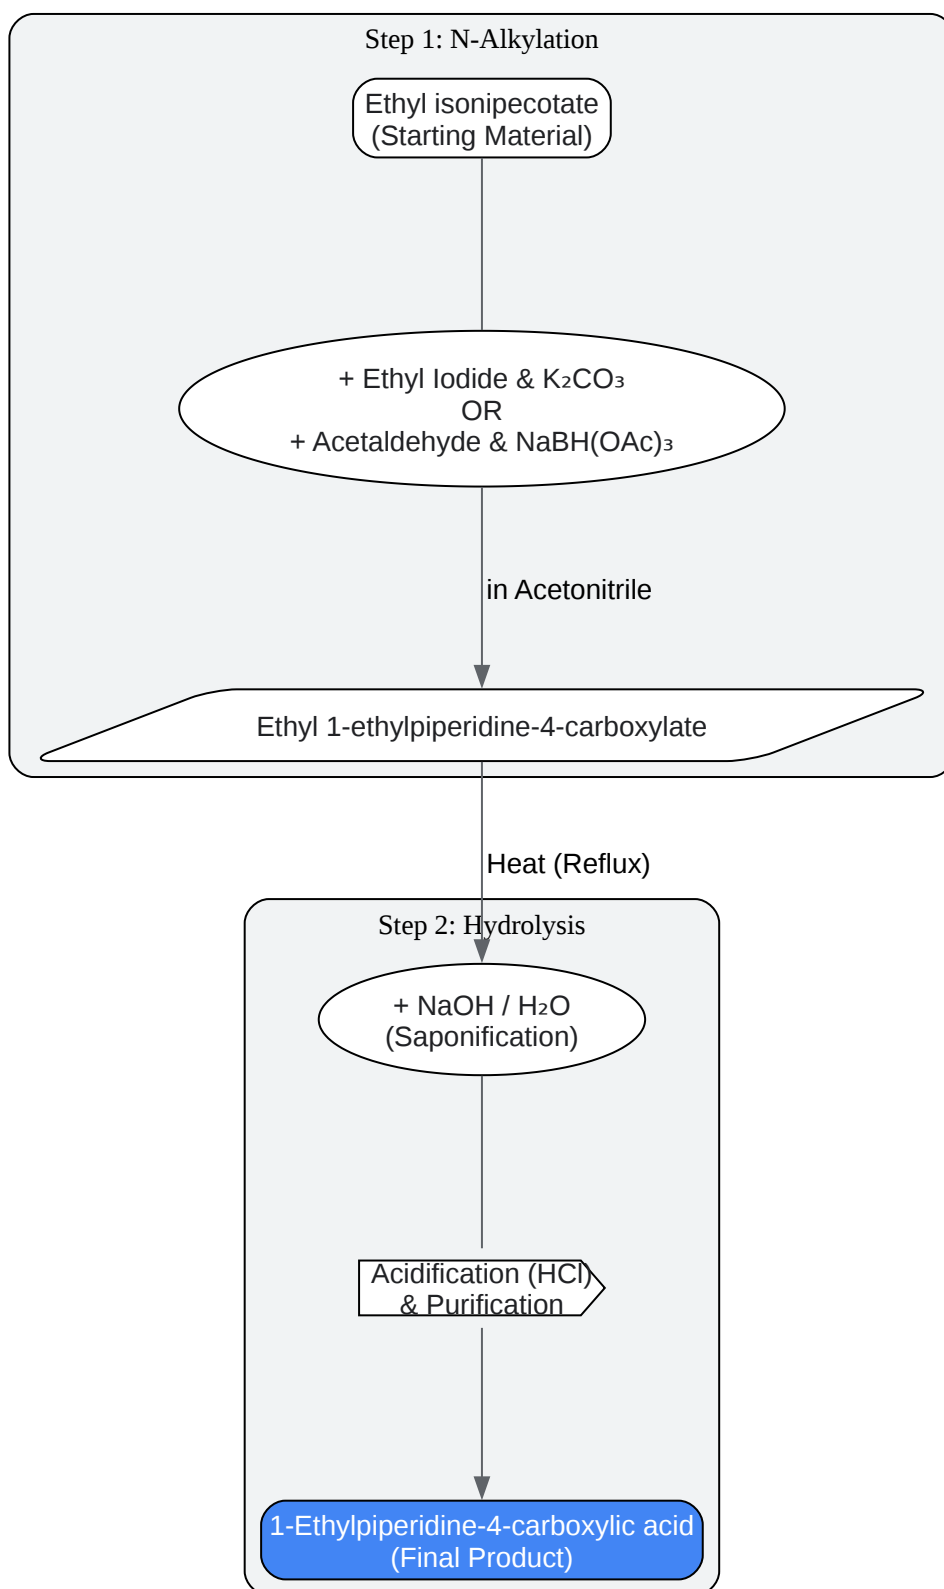 Step 1: N-Alkylation
Ethyl isonipecotate
(Starting Material)
+ Ethyl Iodide & K₂CO₃
OR
+ Acetaldehyde & NaBH(OAc)₃
in Acetonitrile
Ethyl 1-ethylpiperidine-4-carboxylate
Heat (Reflux)
Step 2: Hydrolysis
+ NaOH / H₂O
(Saponification)
Acidification (HCl)
& Purification
1-Ethylpiperidine-4-carboxylic acid
(Final Product)